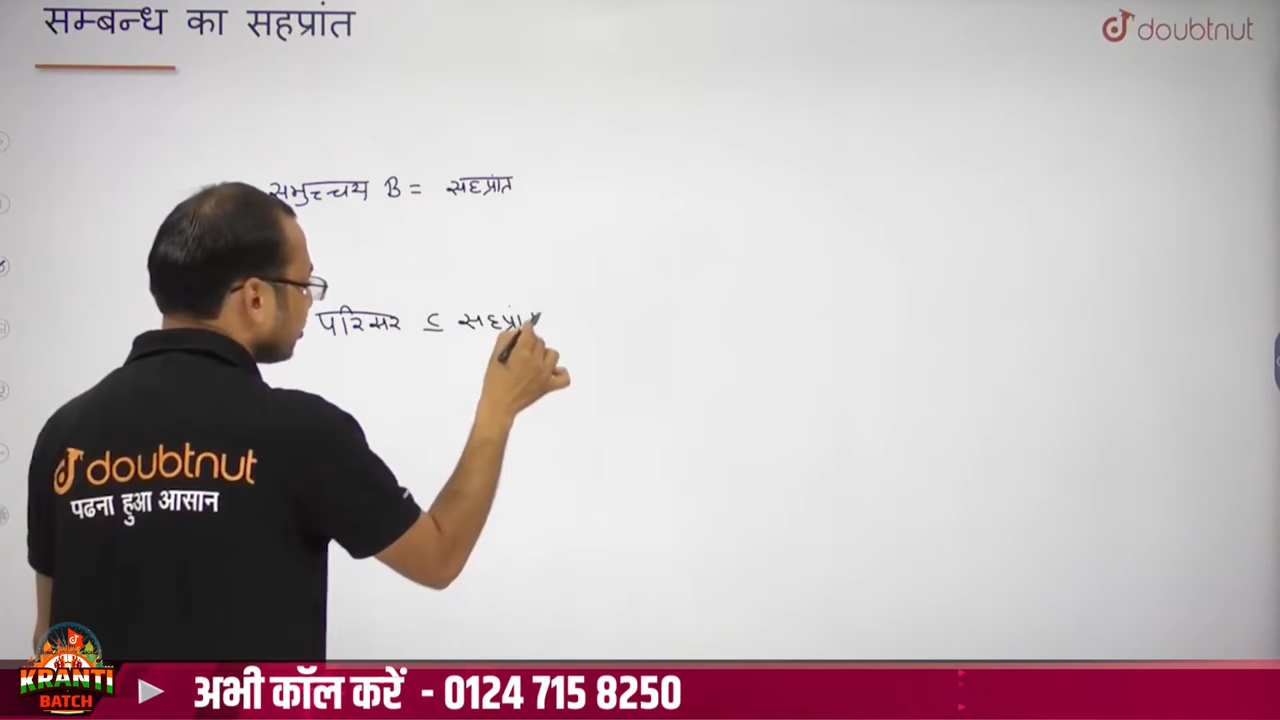 सम्बन्ध का सहप्रांत
doubtnut
समुच्चय B = सहप्रांत
परिसर ⊆ सहप्रां
doubtnut
पढना हुआ आसान
KRANTI
BATCH
अभी कॉल करें - 0124 715 8250